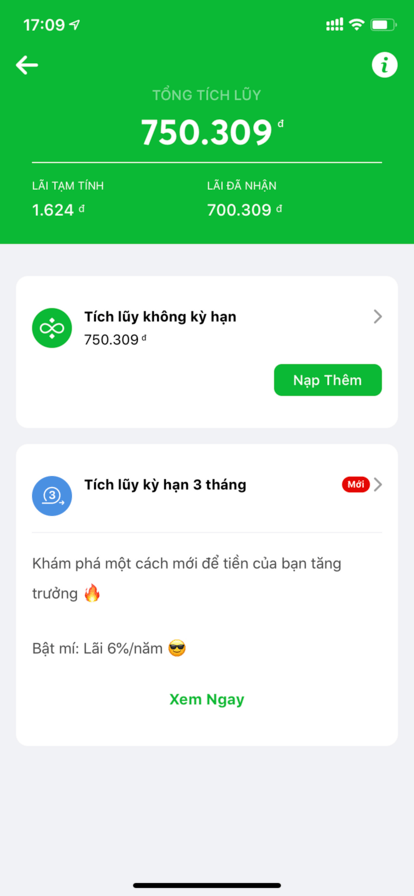 17:09
TỔNG TÍCH LŨY
750.309 đ
LÃI TẠM TÍNH
LÃI ĐÃ NHẬN
1.624 đ
700.309 đ
Tích lũy không kỳ hạn
750.309 đ
Nạp Thêm
3
Tích lũy kỳ hạn 3 tháng
Mới
Khám phá một cách mới để tiền của bạn tăng
trưởng 🔥
Bật mí: Lãi 6%/năm 😎
Xem Ngay